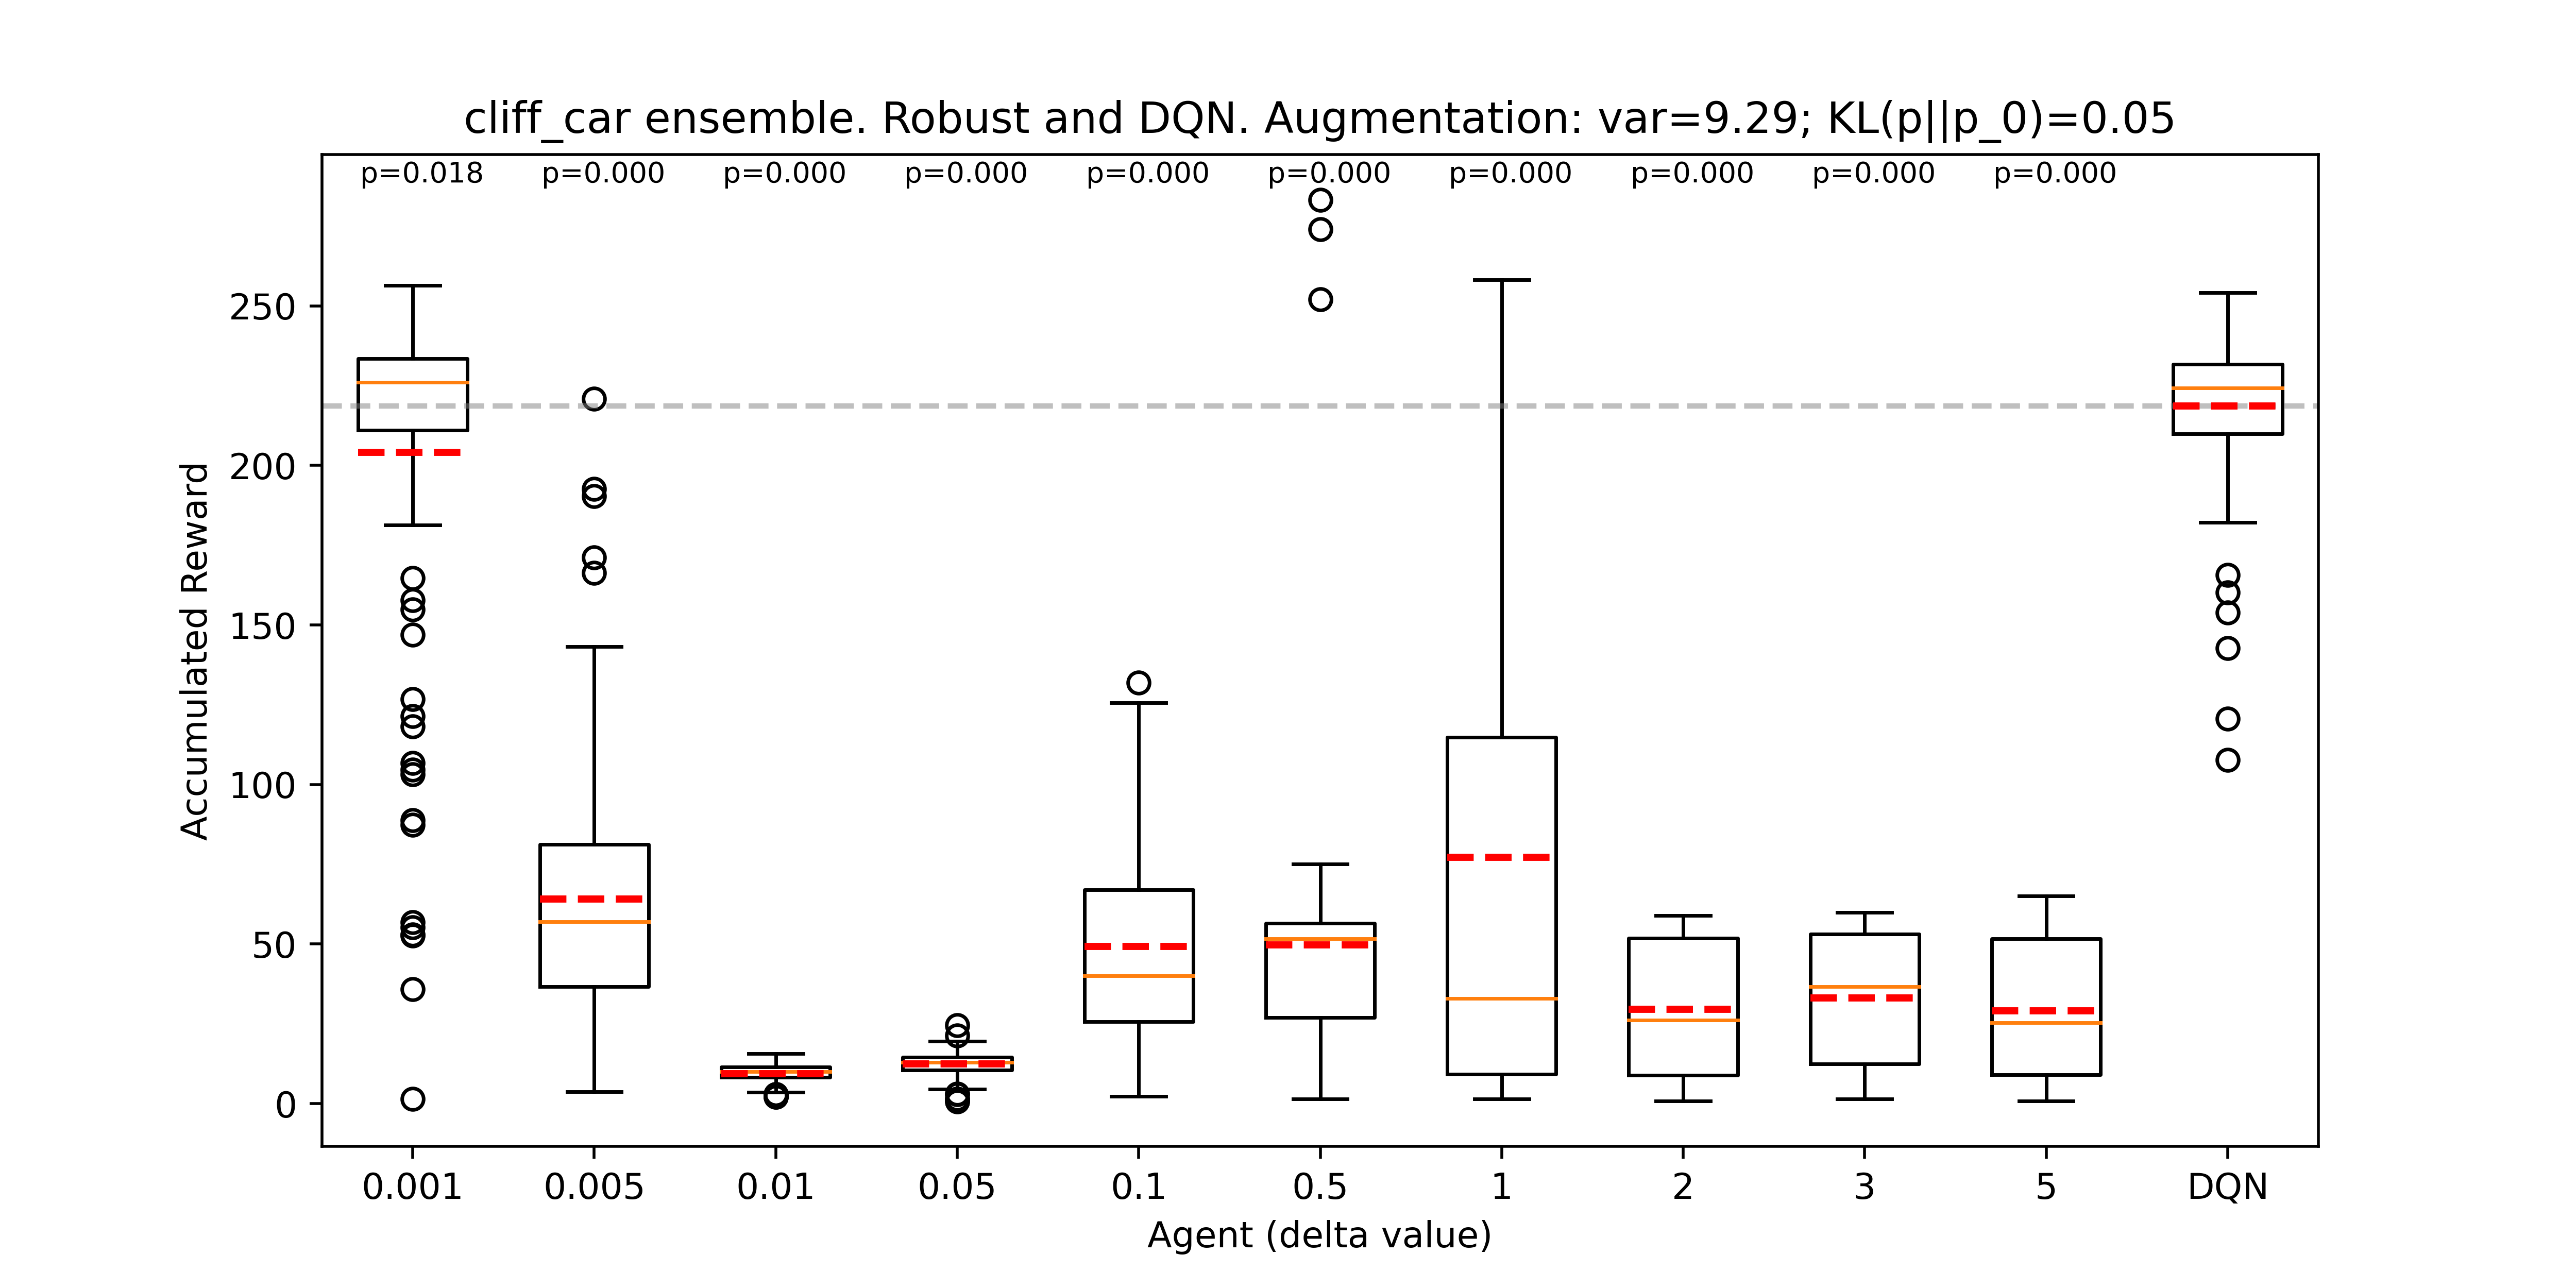 cliff_car ensemble. Robust and DQN. Augmentation: var=9.29; KL(p||p_0)=0.05
p=0.018 p=0.000 p=0.000 p=0.000 p=0.000 p=0.000 p=0.000 p=0.000 p=0.000 p=0.000
Accumulated Reward
250
200
150
100
50
0
0.001 0.005 0.01 0.05 0.1 0.5 1 2 3 5 DQN
Agent (delta value)